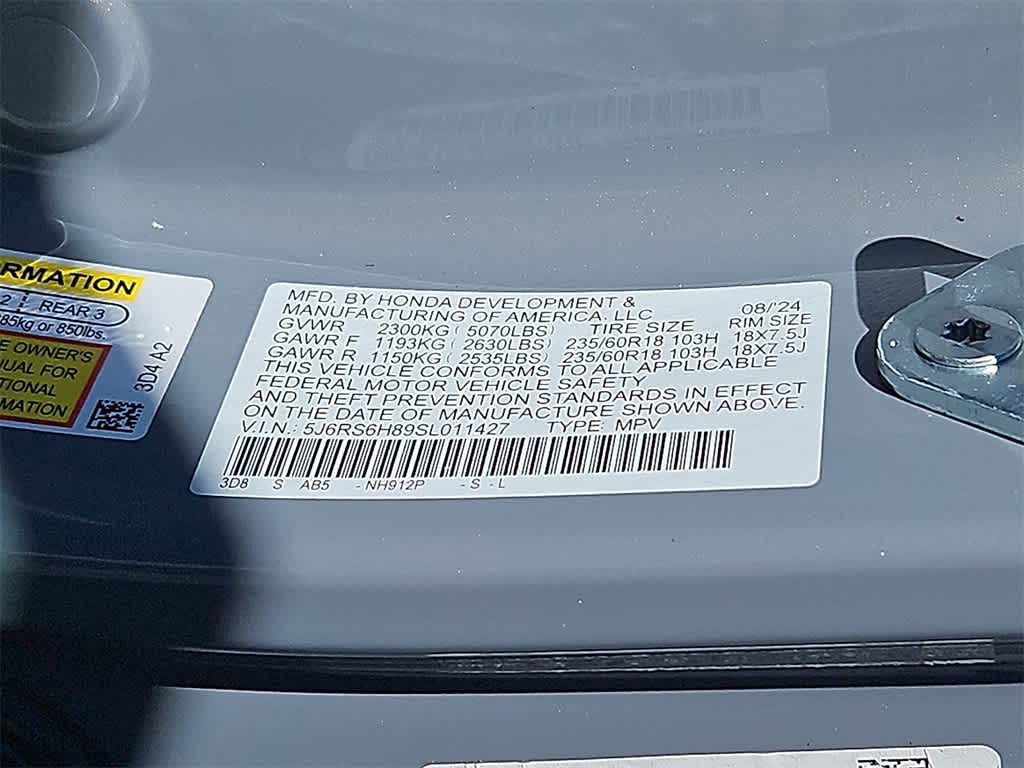 RMATION
2 REAR 3
385kg or 850lbs.
E OWNER'S
UAL FOR
TIONAL
RMATION
3D4 A2
MFD. BY HONDA DEVELOPMENT &
MANUFACTURING OF AMERICA, LLC 08/'24
GVWR 2300KG ( 5070LBS) TIRE SIZE RIM SIZE
GAWR F 1193KG ( 2630LBS) 235/60R18 103H 18X7.5J
GAWR R 1150KG ( 2535LBS) 235/60R18 103H 18X7.5J
THIS VEHICLE CONFORMS TO ALL APPLICABLE
FEDERAL MOTOR VEHICLE SAFETY
AND THEFT PREVENTION STANDARDS IN EFFECT
ON THE DATE OF MANUFACTURE SHOWN ABOVE.
V.I.N.: 5J6RS6H89SL011427 TYPE: MPV
3D8 S AB5 - NH912P - S - L